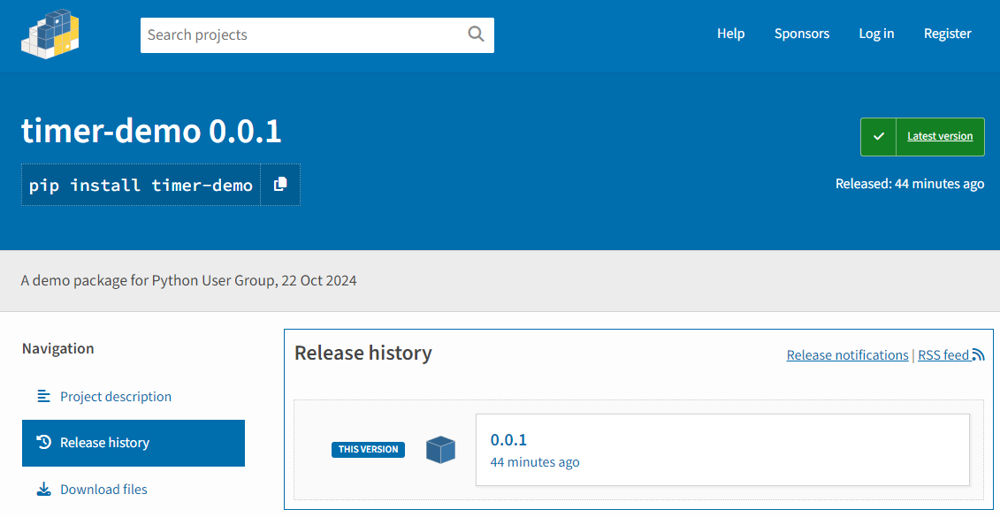 Search projects
Help
Sponsors
Log in
Register
timer-demo 0.0.1
Latest version
pip install timer-demo
Released: 44 minutes ago
A demo package for Python User Group, 22 Oct 2024
Navigation
Project description
Release history
Download files
Release history
Release notifications | RSS feed
THIS VERSION
0.0.1
44 minutes ago